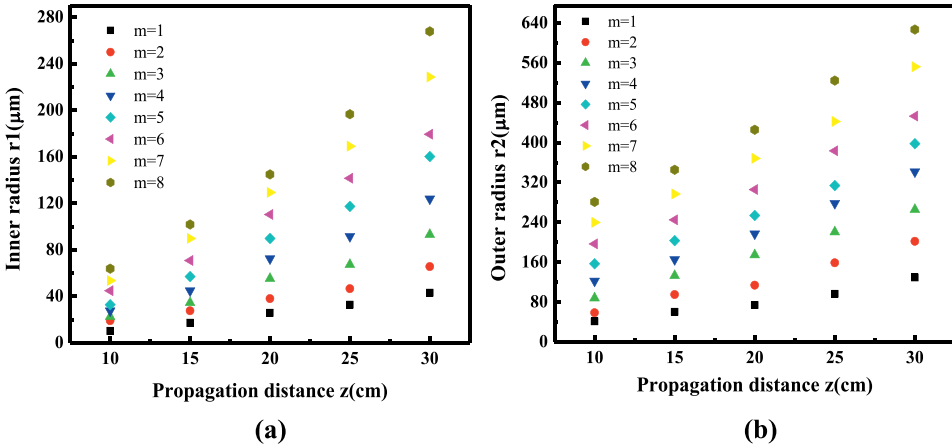 280
240
200
160
120
80
40
0
Inner radius r1(μm)
m=1
m=2
m=3
m=4
m=5
m=6
m=7
m=8
10 15 20 25 30
Propagation distance z(cm)
(a)
640
560
480
400
320
240
160
80
0
Outer radius r2(μm)
m=1
m=2
m=3
m=4
m=5
m=6
m=7
m=8
10 15 20 25 30
Propagation distance z(cm)
(b)